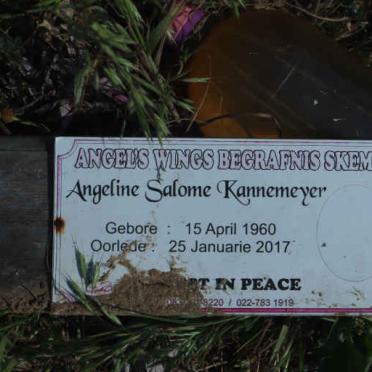 ANGEL'S WINGS BEGRAFNIS SKEM
Angeline Salome Kannemeyer
Gebore : 15 April 1960
Oorlede : 25 Januarie 2017
IN PEACE
/ 022-783 1919